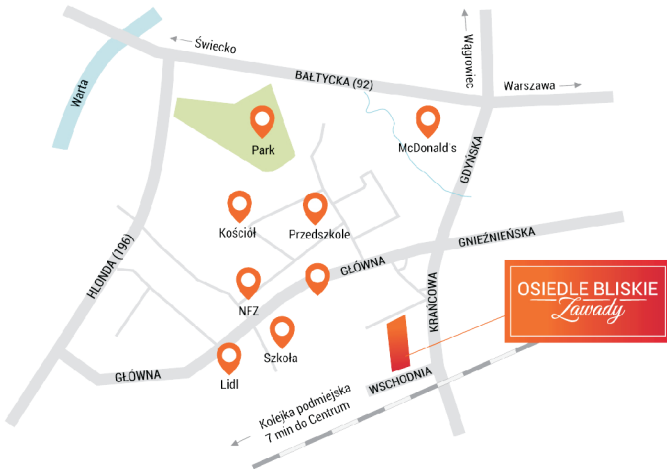 Świecko
Wągrowiec
BAŁTYCKA (92)
Warszawa
Warta
Park
McDonald s
GDYŃSKA
Kościół
Przedszkole
GNIEŹNIEŃSKA
HLONDA (196)
GŁÓWNA
NFZ
KRAŃCOWA
OSIEDLE BLISKIE
Zawady
Szkoła
GŁÓWNA
Lidl
WSCHODNIA
Kolejka podmiejska
7 min do Centrum